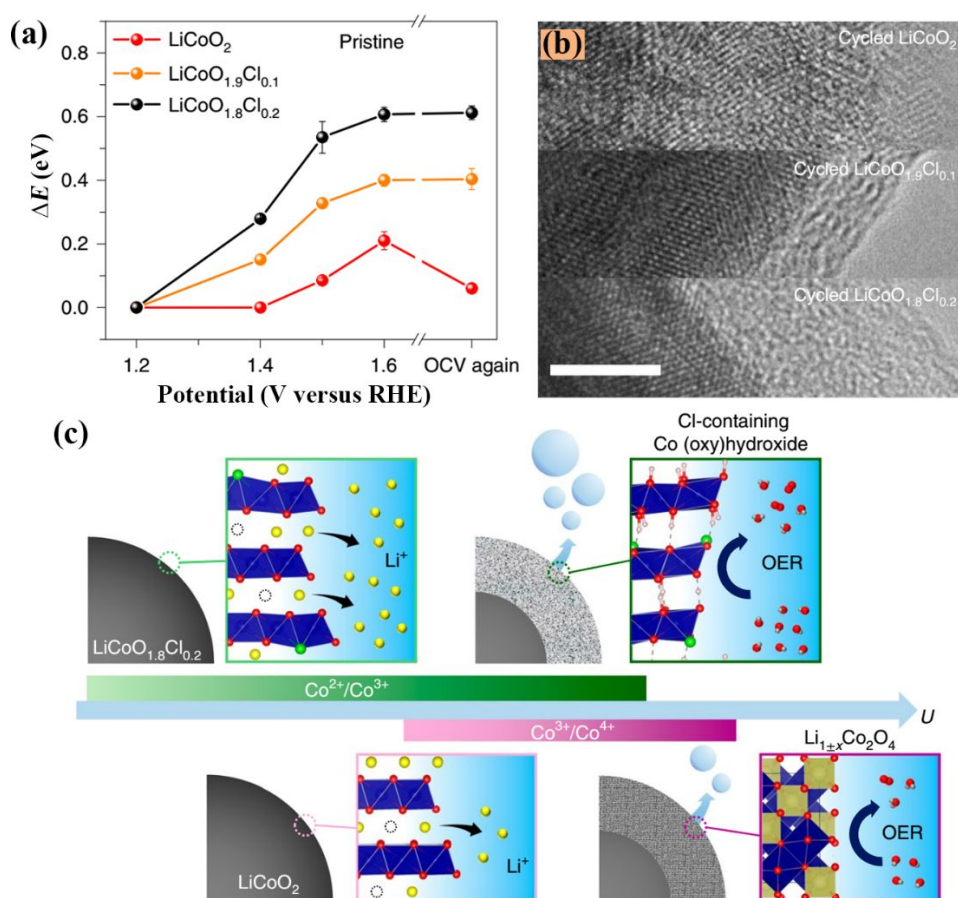 (a)
Pristine
LiCoO2
LiCoO1.9Cl0.1
LiCoO1.8Cl0.2
ΔE (eV)
0.8
0.6
0.4
0.2
0.0
1.2 1.4 1.6 OCV again
Potential (V versus RHE)
(b)
Cycled LiCoO2
Cycled LiCoO1.9Cl0.1
Cycled LiCoO1.8Cl0.2
(c)
Cl-containing
Co (oxy)hydroxide
Li+
OER
LiCoO1.8Cl0.2
Co2+/Co3+
U
Co3+/Co4+
Li1±xCo2O4
Li+
OER
LiCoO2